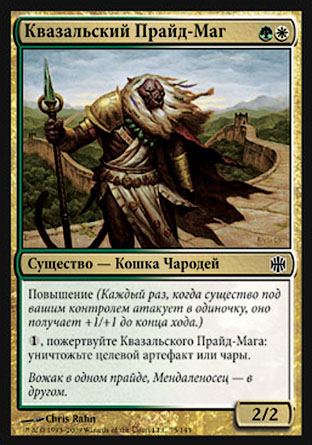 Квазальский Прайд-Маг
Существо — Кошка Чародей
Повышение (Каждый раз, когда существо под
вашим контролем атакует в одиночку, оно
получает +1/+1 до конца хода.)
1, пожертвуйте Квазальского Прайд-Мага:
уничтожьте целевой артефакт или чары.
Вожак в одном прайде, Мендаленосец — в
другом.
Chris Rahn
2/2